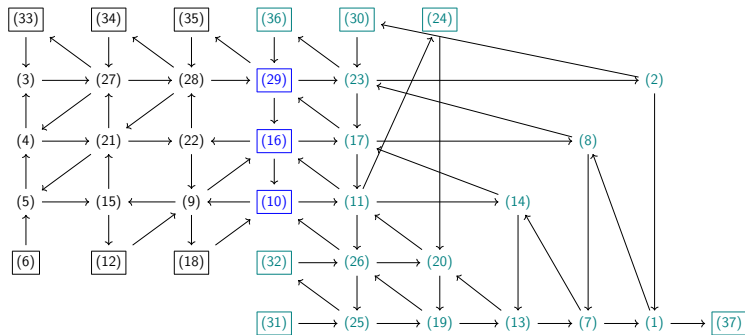 (33) (34) (35) (36) (30) (24)
(3) (27) (28) (29) (23) (2)
(4) (21) (22) (16) (17) (8)
(5) (15) (9) (10) (11) (14)
(6) (12) (18) (32) (26) (20)
(31) (25) (19) (13) (7) (1) (37)